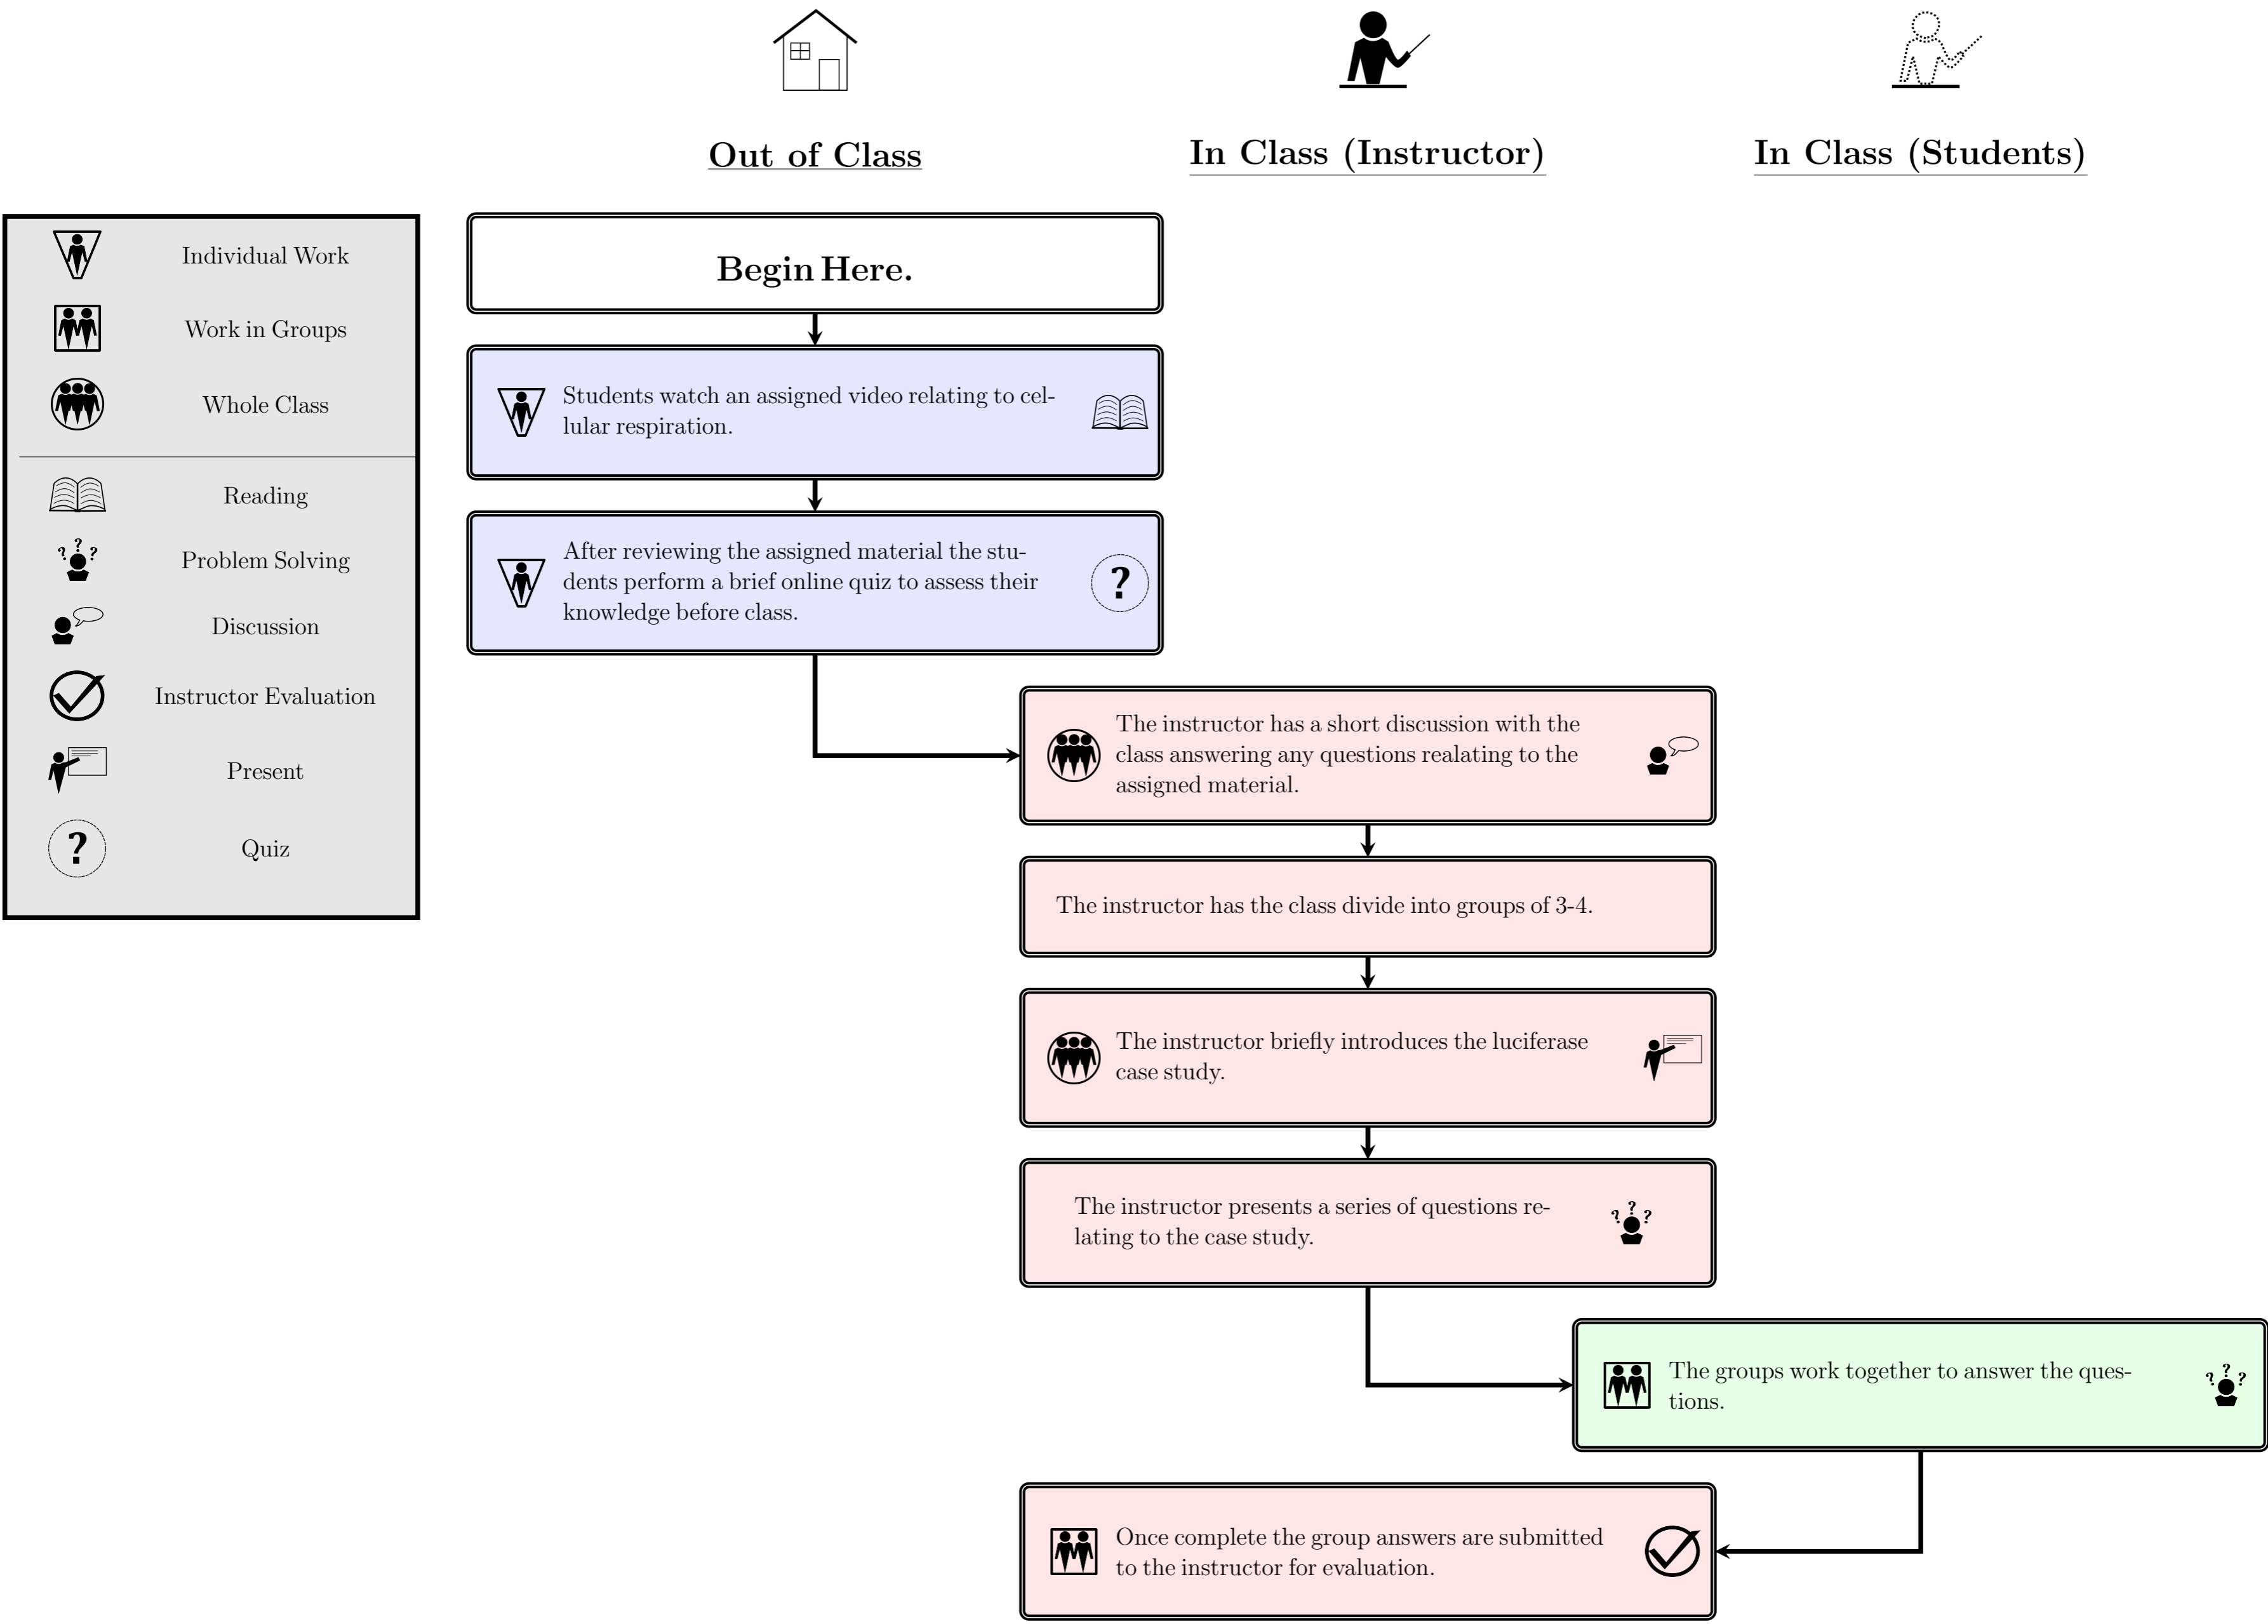 Out of Class
In Class (Instructor)
In Class (Students)
Individual Work
Work in Groups
Whole Class
Reading
Problem Solving
Discussion
Instructor Evaluation
Present
?
Quiz
Begin Here.
Students watch an assigned video relating to cel-
lular respiration.
After reviewing the assigned material the stu-
dents perform a brief online quiz to assess their
knowledge before class.
?
The instructor has a short discussion with the
class answering any questions realating to the
assigned material.
The instructor has the class divide into groups of 3-4.
The instructor briefly introduces the luciferase
case study.
The instructor presents a series of questions re-
lating to the case study.
The groups work together to answer the ques-
tions.
Once complete the group answers are submitted
to the instructor for evaluation.